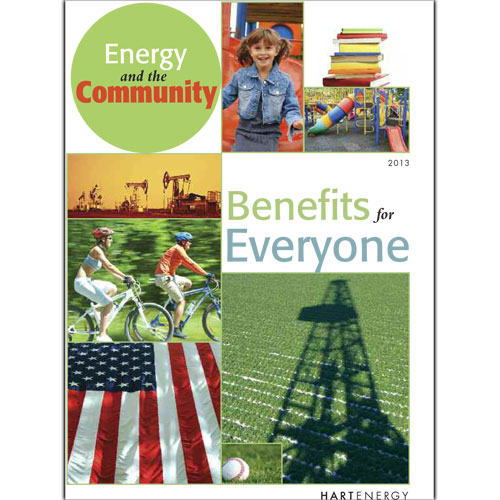 Energy
and the
Community
2013
Benefits for
Everyone
HARTENERGY